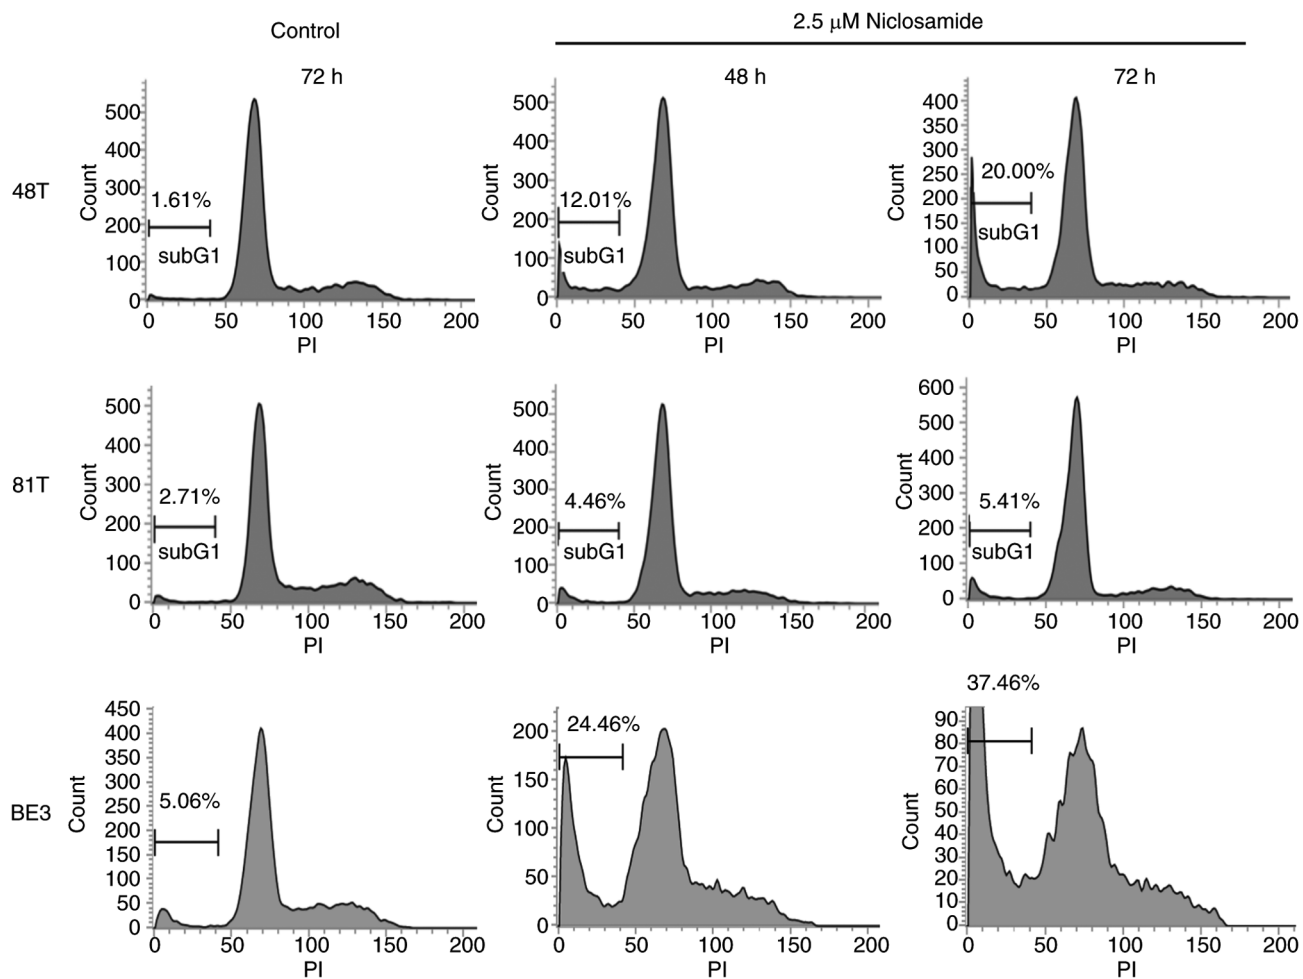 Control
2.5 μM Niclosamide
72 h
48 h
72 h
48T
Count
500
400
300
200
100
0
1.61%
subG1
0 50 100 150 200
PI
Count
500
400
300
200
100
0
12.01%
subG1
0 50 100 150 200
PI
Count
400
350
300
250
200
150
100
50
0
20.00%
subG1
0 50 100 150 200
PI
81T
Count
500
400
300
200
100
0
2.71%
subG1
0 50 100 150 200
PI
Count
500
400
300
200
100
0
4.46%
subG1
0 50 100 150 200
PI
Count
600
500
400
300
200
100
0
5.41%
subG1
0 50 100 150 200
PI
BE3
Count
450
400
350
300
250
200
150
100
50
0
5.06%
0 50 100 150 200
PI
Count
200
150
100
50
0
24.46%
0 50 100 150 200
PI
37.46%
Count
90
80
70
60
50
40
30
20
10
0
0 50 100 150 200
PI